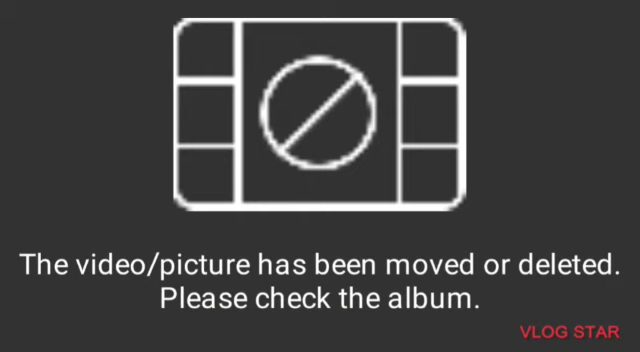 The video/picture has been moved or deleted.
Please check the album.
VLOG STAR